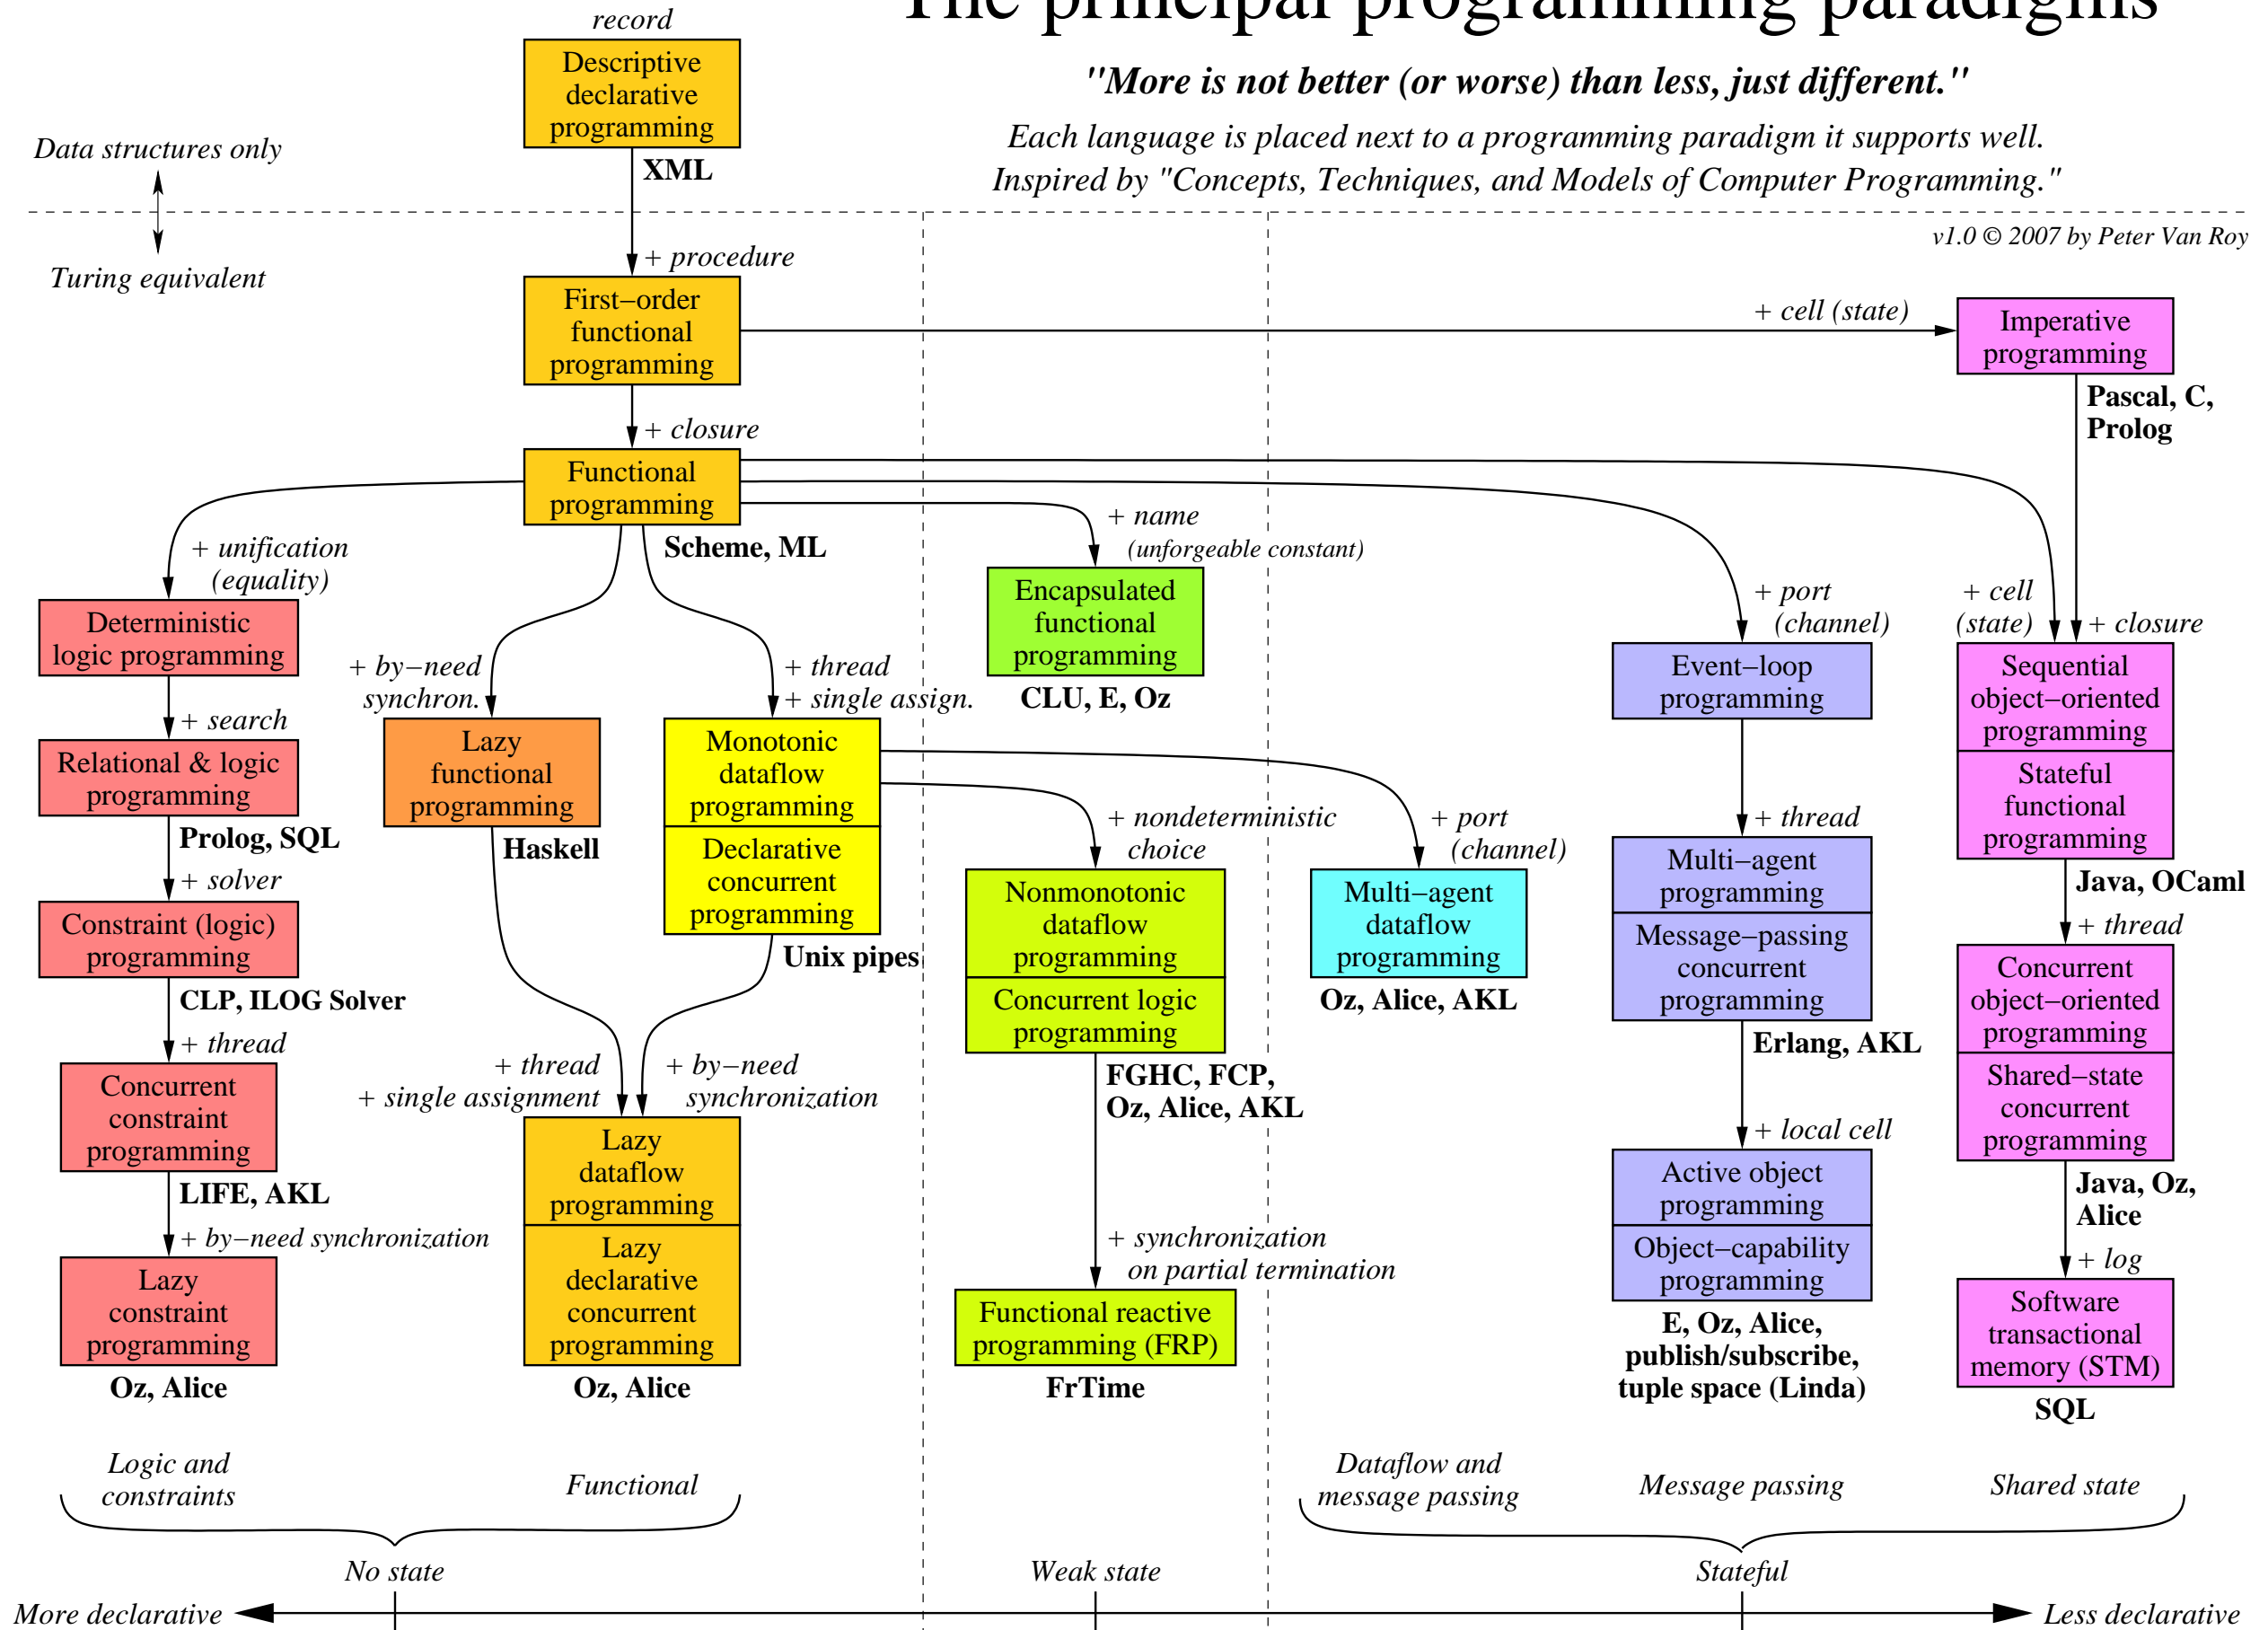 The principal programming paradigms
"More is not better (or worse) than less, just different."
Each language is placed next to a programming paradigm it supports well.
Inspired by "Concepts, Techniques, and Models of Computer Programming."
v1.0 © 2007 by Peter Van Roy
record
Descriptive
declarative
programming
XML
Data structures only
Turing equivalent
+ procedure
First−order
functional
programming
+ cell (state)
Imperative
programming
Pascal, C,
Prolog
+ closure
Functional
programming
Scheme, ML
+ unification
(equality)
Deterministic
logic programming
+ search
Relational & logic
programming
Prolog, SQL
+ solver
Constraint (logic)
programming
CLP, ILOG Solver
+ thread
Concurrent
constraint
programming
LIFE, AKL
+ by−need synchronization
Lazy
constraint
programming
Oz, Alice
+ by−need
synchron.
Lazy
functional
programming
Haskell
+ thread
+ single assign.
Monotonic
dataflow
programming
Declarative
concurrent
programming
Unix pipes
+ thread
+ single assignment
+ by−need
synchronization
Lazy
dataflow
programming
Lazy
declarative
concurrent
programming
Oz, Alice
+ name
(unforgeable constant)
Encapsulated
functional
programming
CLU, E, Oz
+ nondeterministic
choice
Nonmonotonic
dataflow
programming
Concurrent logic
programming
FGHC, FCP,
Oz, Alice, AKL
+ synchronization
on partial termination
Functional reactive
programming (FRP)
FrTime
+ port
(channel)
Multi−agent
dataflow
programming
Oz, Alice, AKL
+ port
(channel)
Event−loop
programming
+ thread
Multi−agent
programming
Message−passing
concurrent
programming
Erlang, AKL
+ local cell
Active object
programming
Object−capability
programming
E, Oz, Alice,
publish/subscribe,
tuple space (Linda)
+ cell
(state)
+ closure
Sequential
object−oriented
programming
Stateful
functional
programming
Java, OCaml
+ thread
Concurrent
object−oriented
programming
Shared−state
concurrent
programming
Java, Oz,
Alice
+ log
Software
transactional
memory (STM)
SQL
Logic and
constraints
Functional
Dataflow and
message passing
Message passing
Shared state
No state
Weak state
Stateful
More declarative
Less declarative